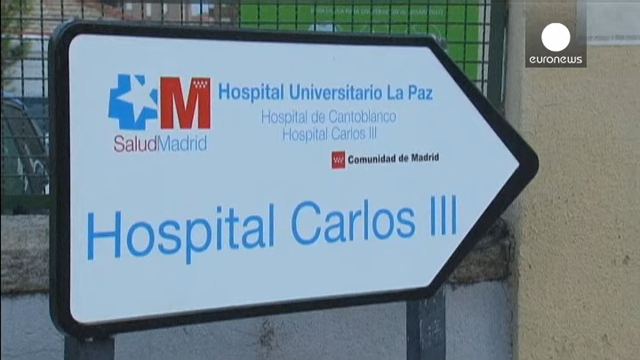 euronews
M
SaludMadrid
Hospital Universitario La Paz
Hospital de Cantoblanco
Hospital Carlos III
Comunidad de Madrid
Hospital Carlos III